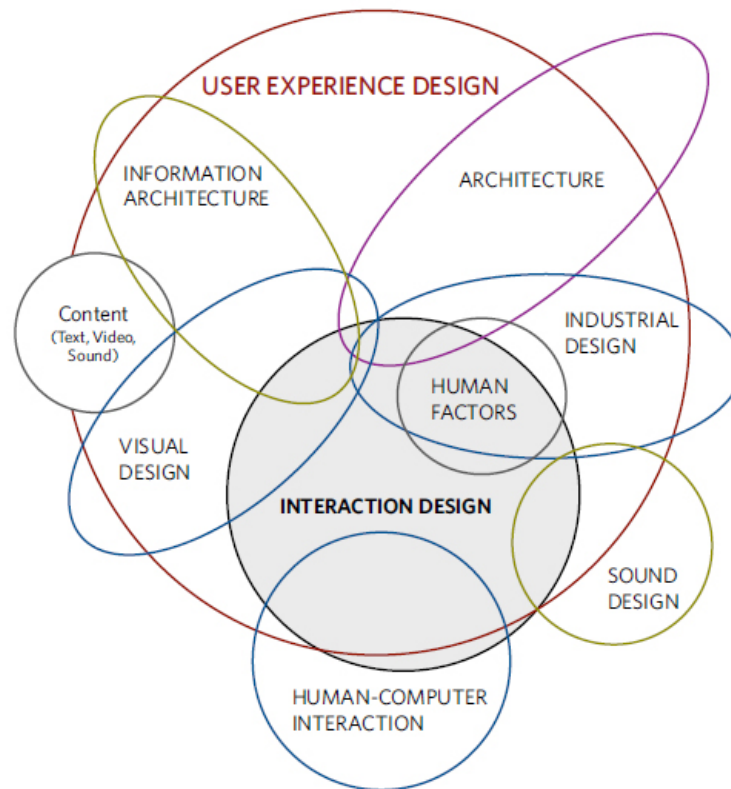 USER EXPERIENCE DESIGN
INFORMATION
ARCHITECTURE
ARCHITECTURE
Content
(Text, Video,
Sound)
INDUSTRIAL
DESIGN
HUMAN
FACTORS
VISUAL
DESIGN
INTERACTION DESIGN
SOUND
DESIGN
HUMAN-COMPUTER
INTERACTION